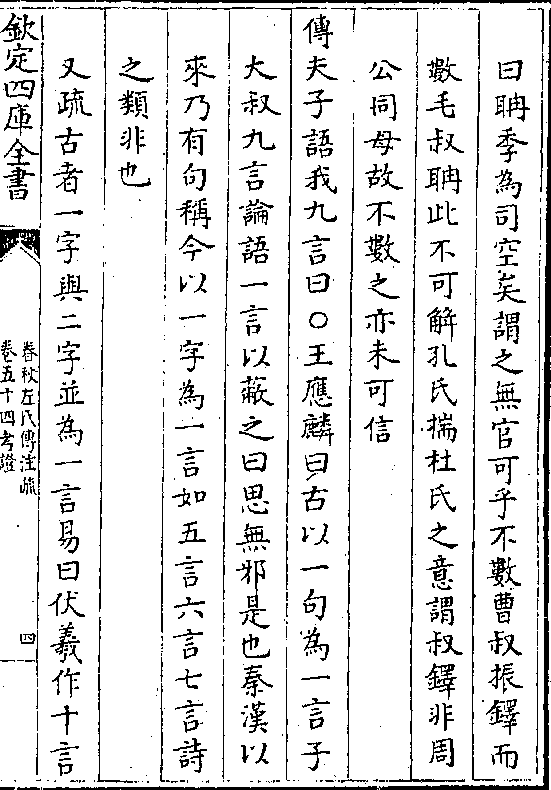 曰聃季為司空矣謂之無官可乎不數曹叔振鐸而
數毛叔聃此不可解孔氏揣杜氏之意謂叔鐸非周
公同母故不數之亦未可信
傳夫子語我九言曰○王應麟曰古以一句為一言子
大叔九言論語一言以蔽之曰思無邪是也秦漢以
來乃有句稱今以一字為一言如五言六言七言詩
之類非也
又疏古者一字與二字並為一言易曰伏羲作十言
欽定四庫全書
春秋左氏傳注疏
卷五十四考證
四